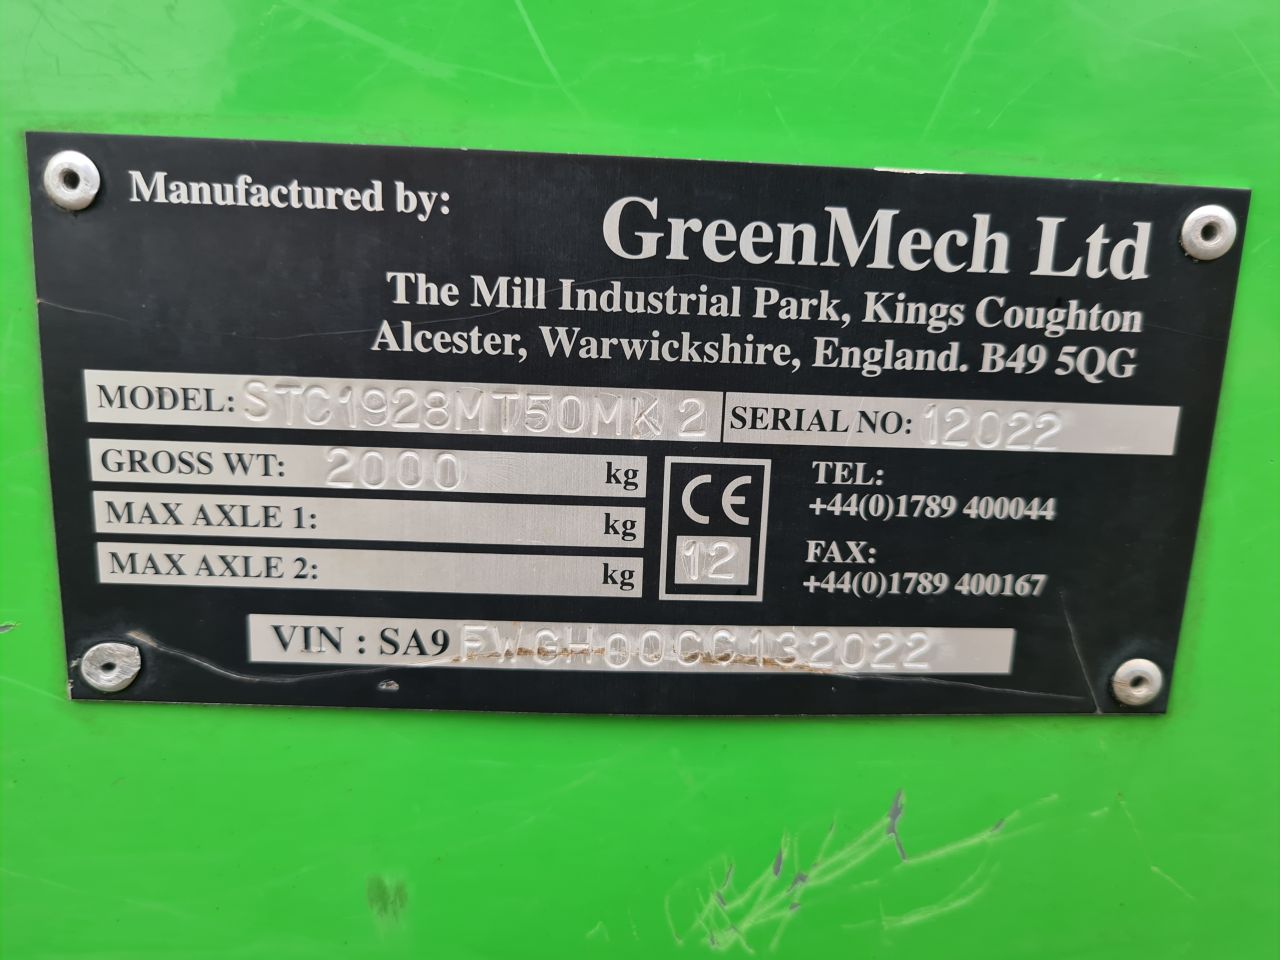 Manufactured by:
GreenMech Ltd
The Mill Industrial Park, Kings Coughton
Alcester, Warwickshire, England. B49 5QG
MODEL: STC1928MT50MK2 SERIAL NO: 12022
GROSS WT: 2000 kg
MAX AXLE 1: kg
MAX AXLE 2: kg
CE
12
TEL:
+44(0)1789 400044
FAX:
+44(0)1789 400167
VIN : SA9FWGH00CC132022